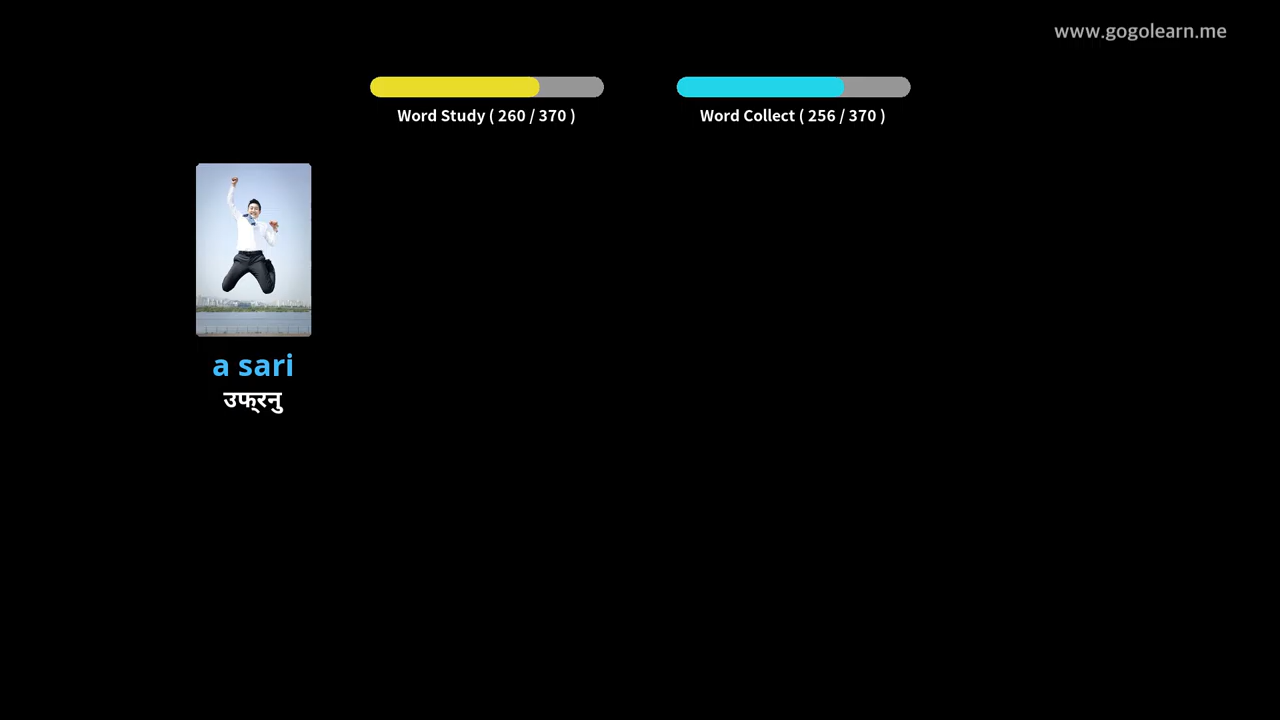 www.gogolearn.me
Word Study ( 260 / 370 )
Word Collect ( 256 / 370 )
a sari
उफ्रनु